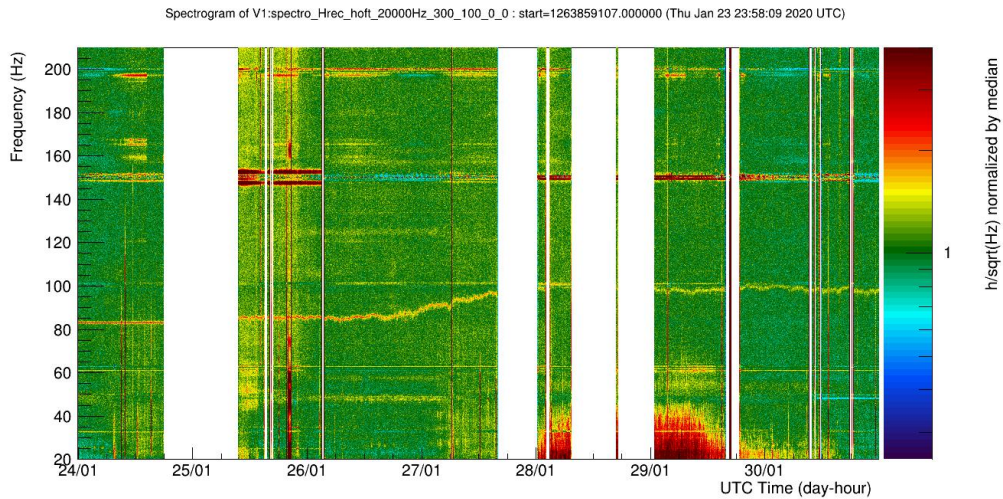 Spectrogram of V1:spectro_Hrec_hoft_20000Hz_300_100_0_0 : start=1263859107.000000 (Thu Jan 23 23:58:09 2020 UTC)
Frequency (Hz)
200
180
160
140
120
100
80
60
40
20
24/01 25/01 26/01 27/01 28/01 29/01 30/01
UTC Time (day-hour)
1
h/sqrt(Hz) normalized by median